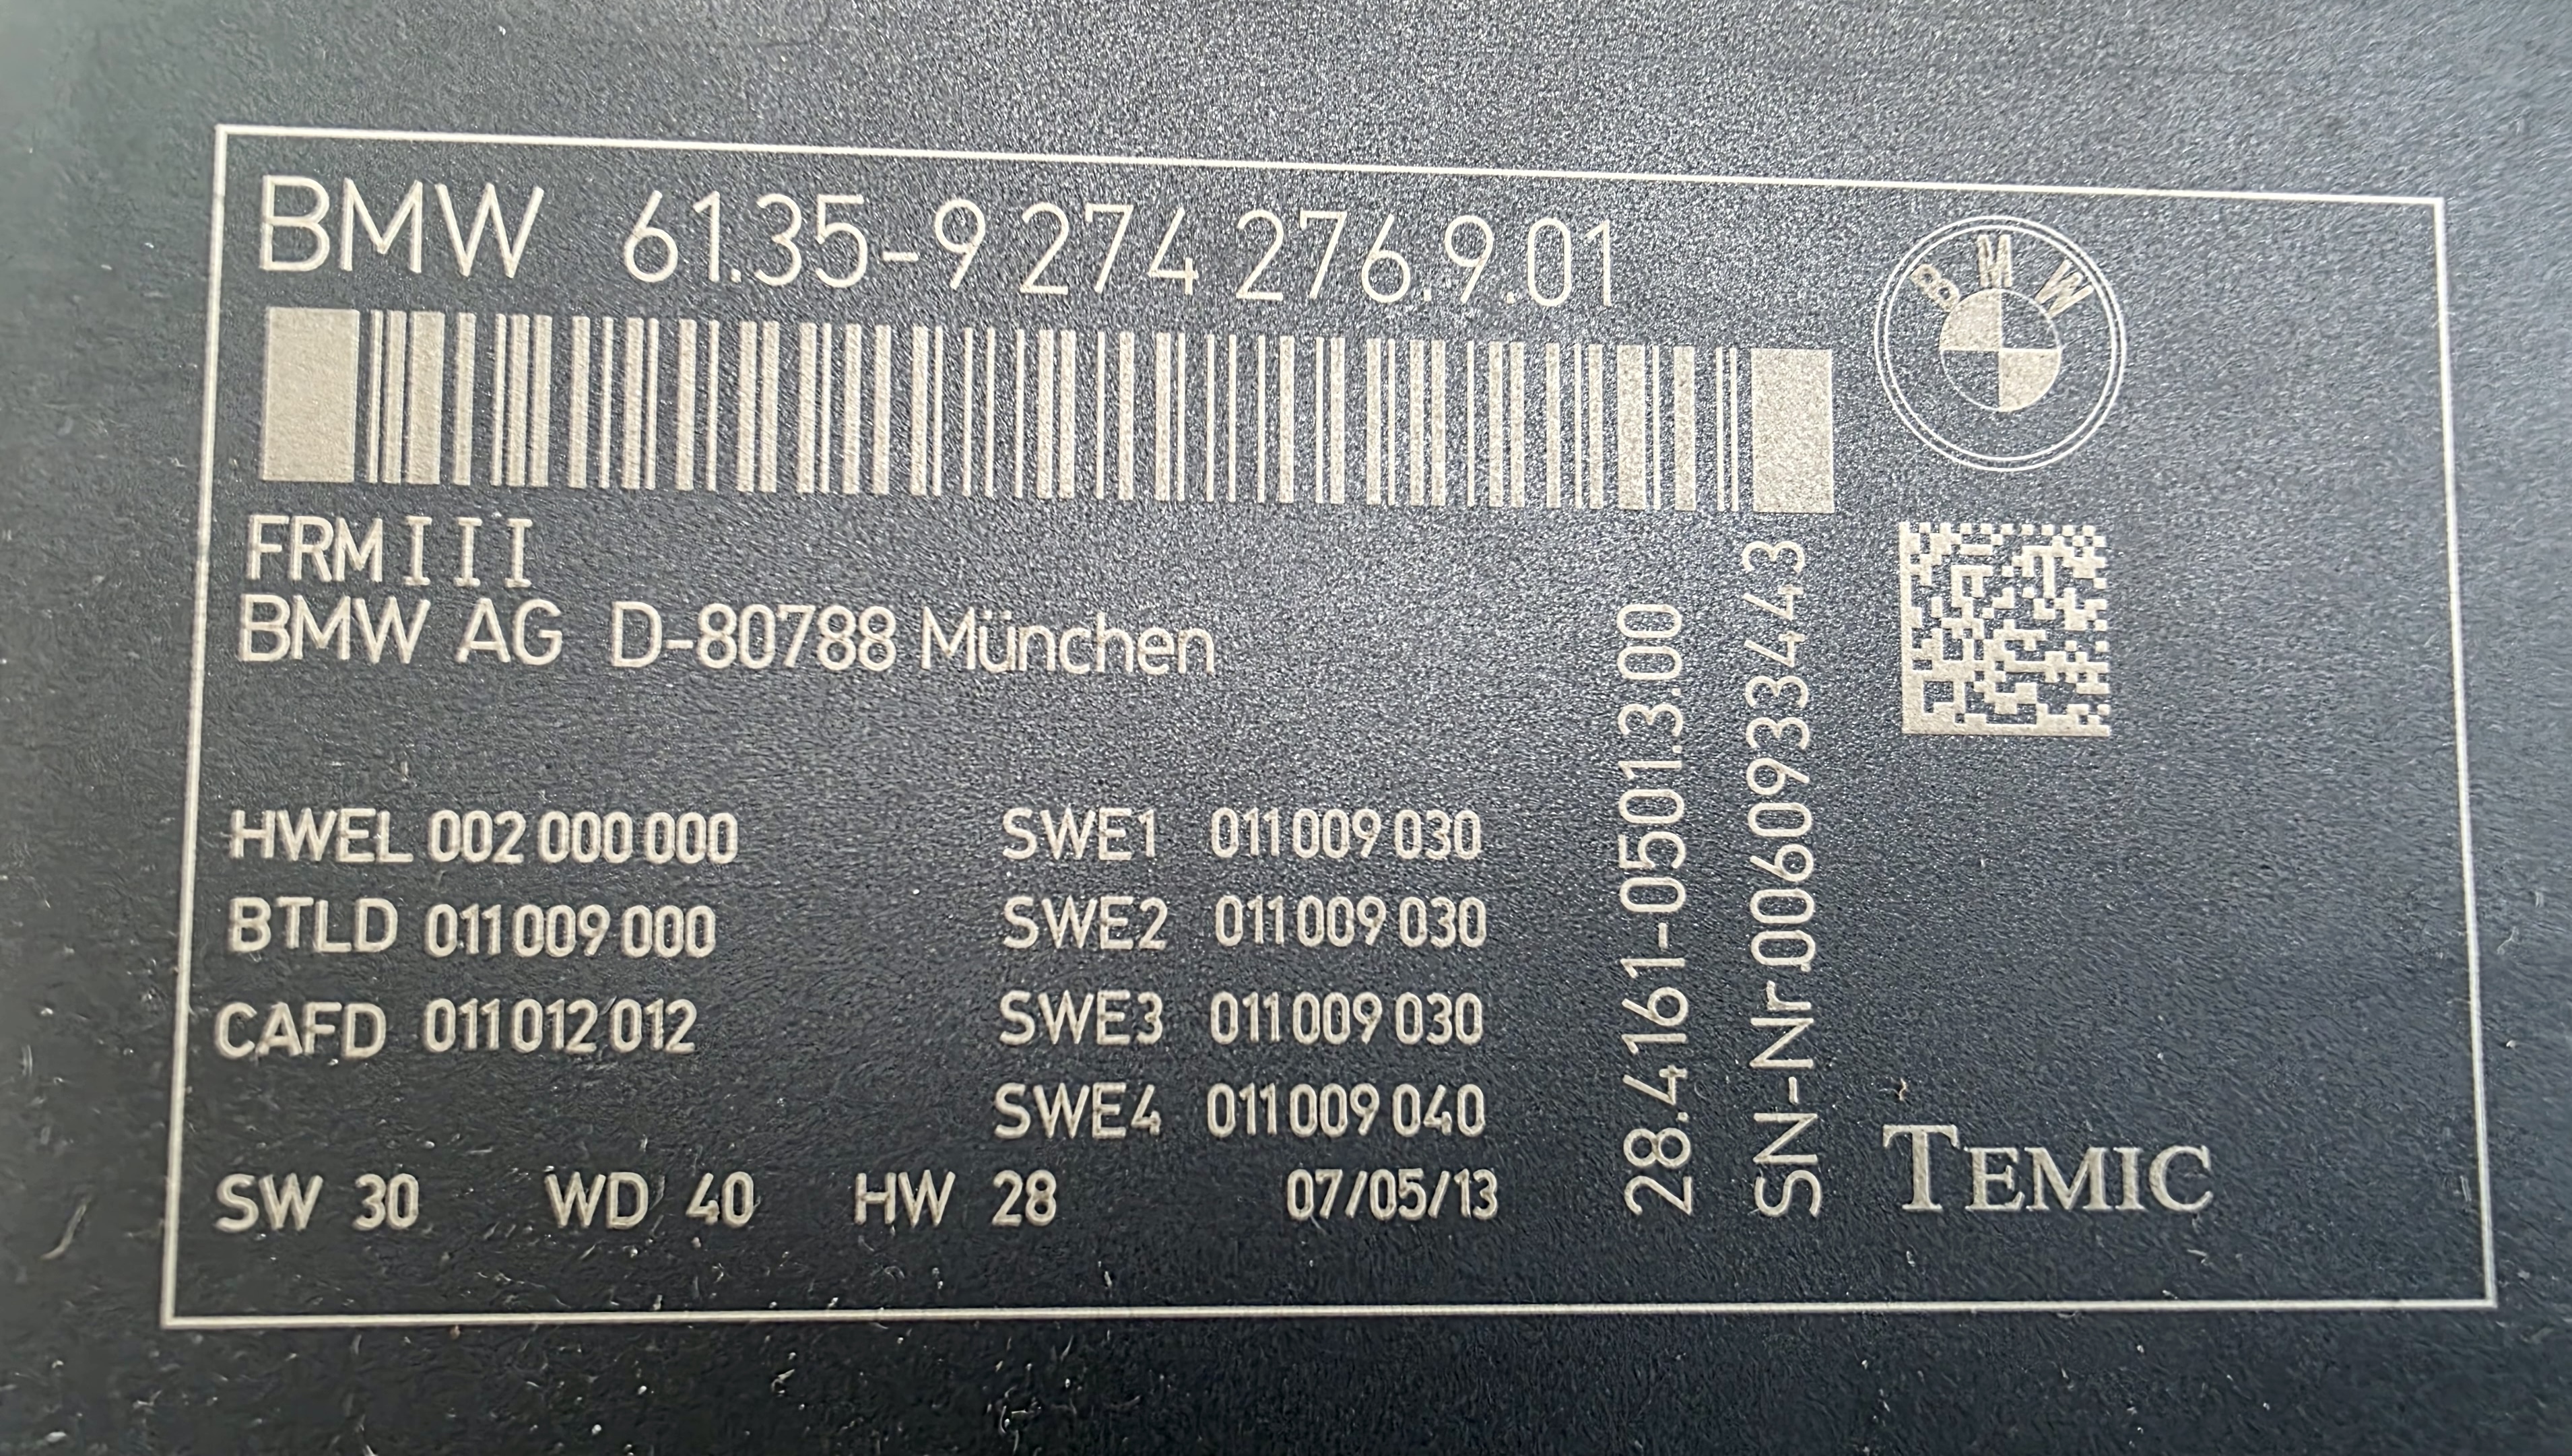 BMW 61.35-9 274 276.9.01
BMW
FRM III
BMW AG D-80788 München
HWEL 002 000 000
BTLD 011 009 000
CAFD 011 012 012
SWE1 011 009 030
SWE2 011 009 030
SWE3 011 009 030
SWE4 011 009 040
SW 30 WD 40 HW 28 07/05/13
28.4161-0501.3.00
SN-Nr.00609333443
TEMIC